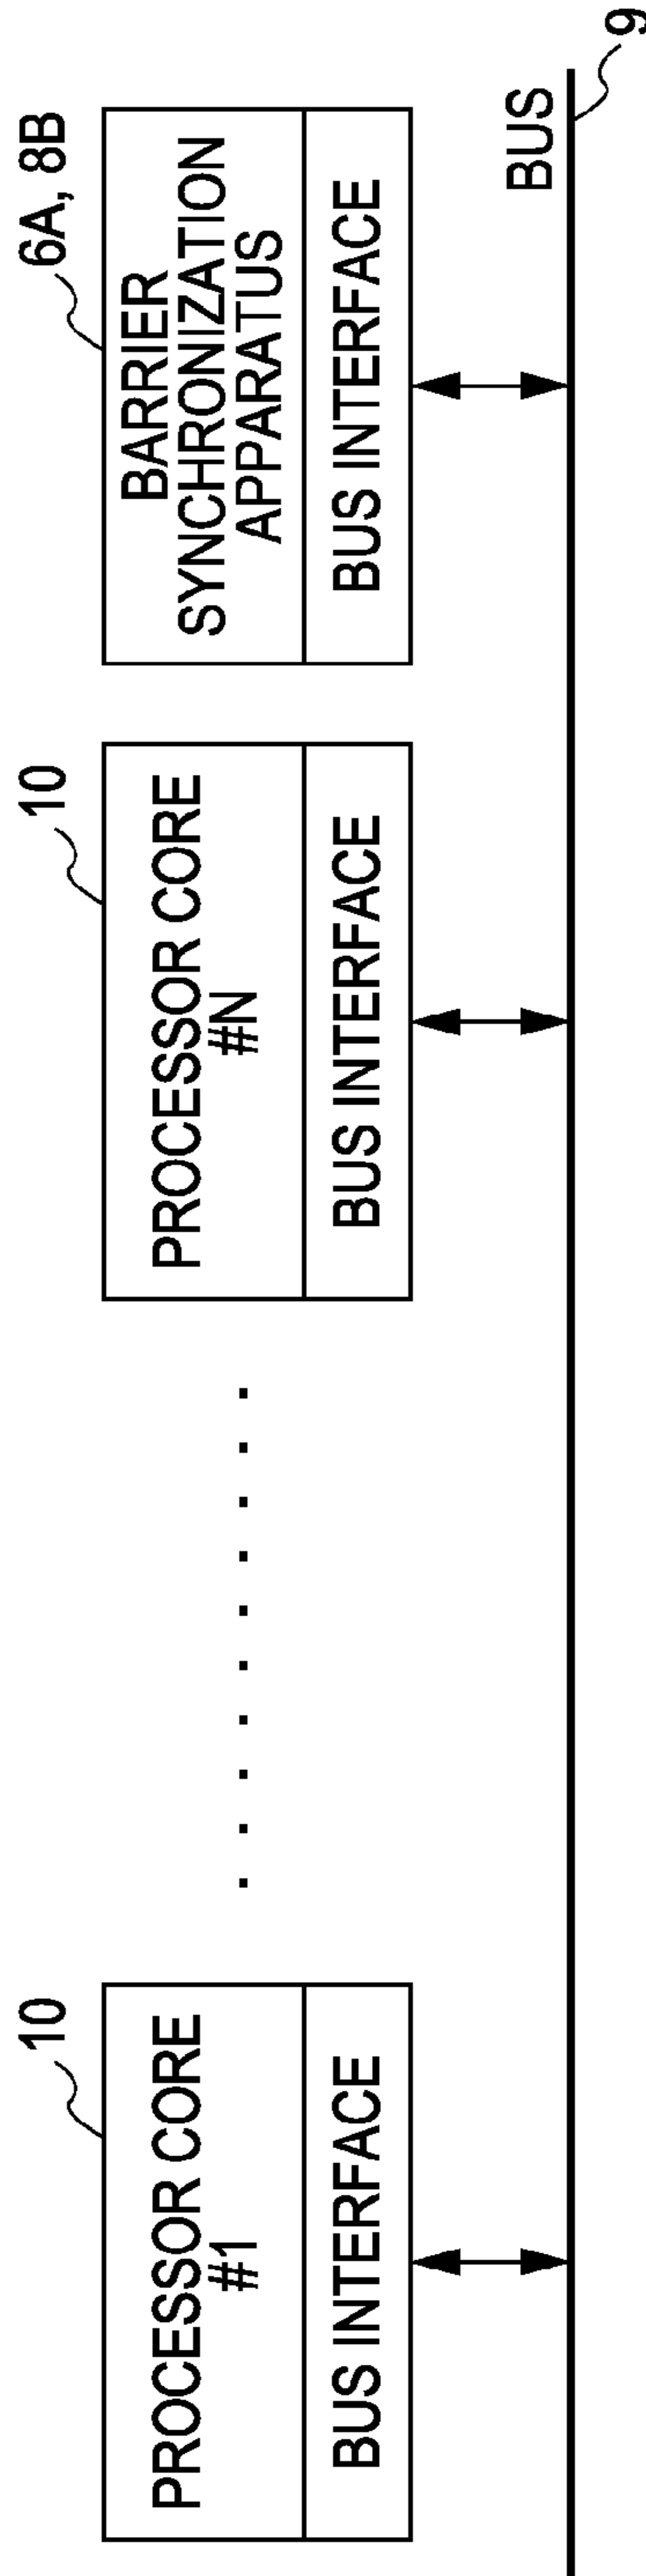 10
PROCESSOR CORE
#1
BUS INTERFACE
10
PROCESSOR CORE
#N
BUS INTERFACE
6A, 8B
BARRIER
SYNCHRONIZATION
APPARATUS
BUS INTERFACE
BUS
9